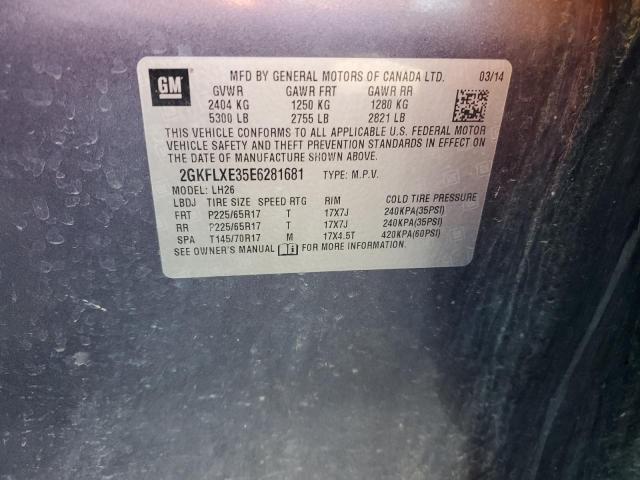 GM
MFD BY GENERAL MOTORS OF CANADA LTD. 03/14
GVWR GAWR FRT GAWR RR
2404 KG 1250 KG 1280 KG
5300 LB 2755 LB 2821 LB
THIS VEHICLE CONFORMS TO ALL APPLICABLE U.S. FEDERAL MOTOR
VEHICLE SAFETY AND THEFT PREVENTION STANDARDS IN EFFECT ON
THE DATE OF MANUFACTURE SHOWN ABOVE.
2GKFLXE35E6281681 TYPE: M.P.V.
MODEL: LH26
LBDJ TIRE SIZE SPEED RTG RIM COLD TIRE PRESSURE
FRT P225/65R17 T 17X7J 240KPA(35PSI)
RR P225/65R17 T 17X7J 240KPA(35PSI)
SPA T145/70R17 M 17X4.5T 420KPA(60PSI)
SEE OWNER'S MANUAL FOR MORE INFORMATION.